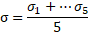 σ = (σ₁ + ⋯ σ₅) / 5